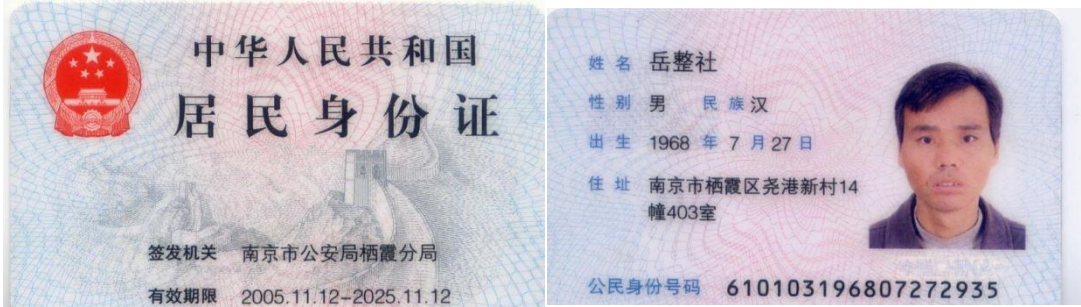 中华人民共和国
居民身份证
签发机关 南京市公安局栖霞分局
有效期限 2005.11.12-2025.11.12
姓名 岳整社
性别 男 民族 汉
出生 1968 年 7 月 27 日
住址 南京市栖霞区尧港新村14
幢403室
公民身份号码 610103196807272935